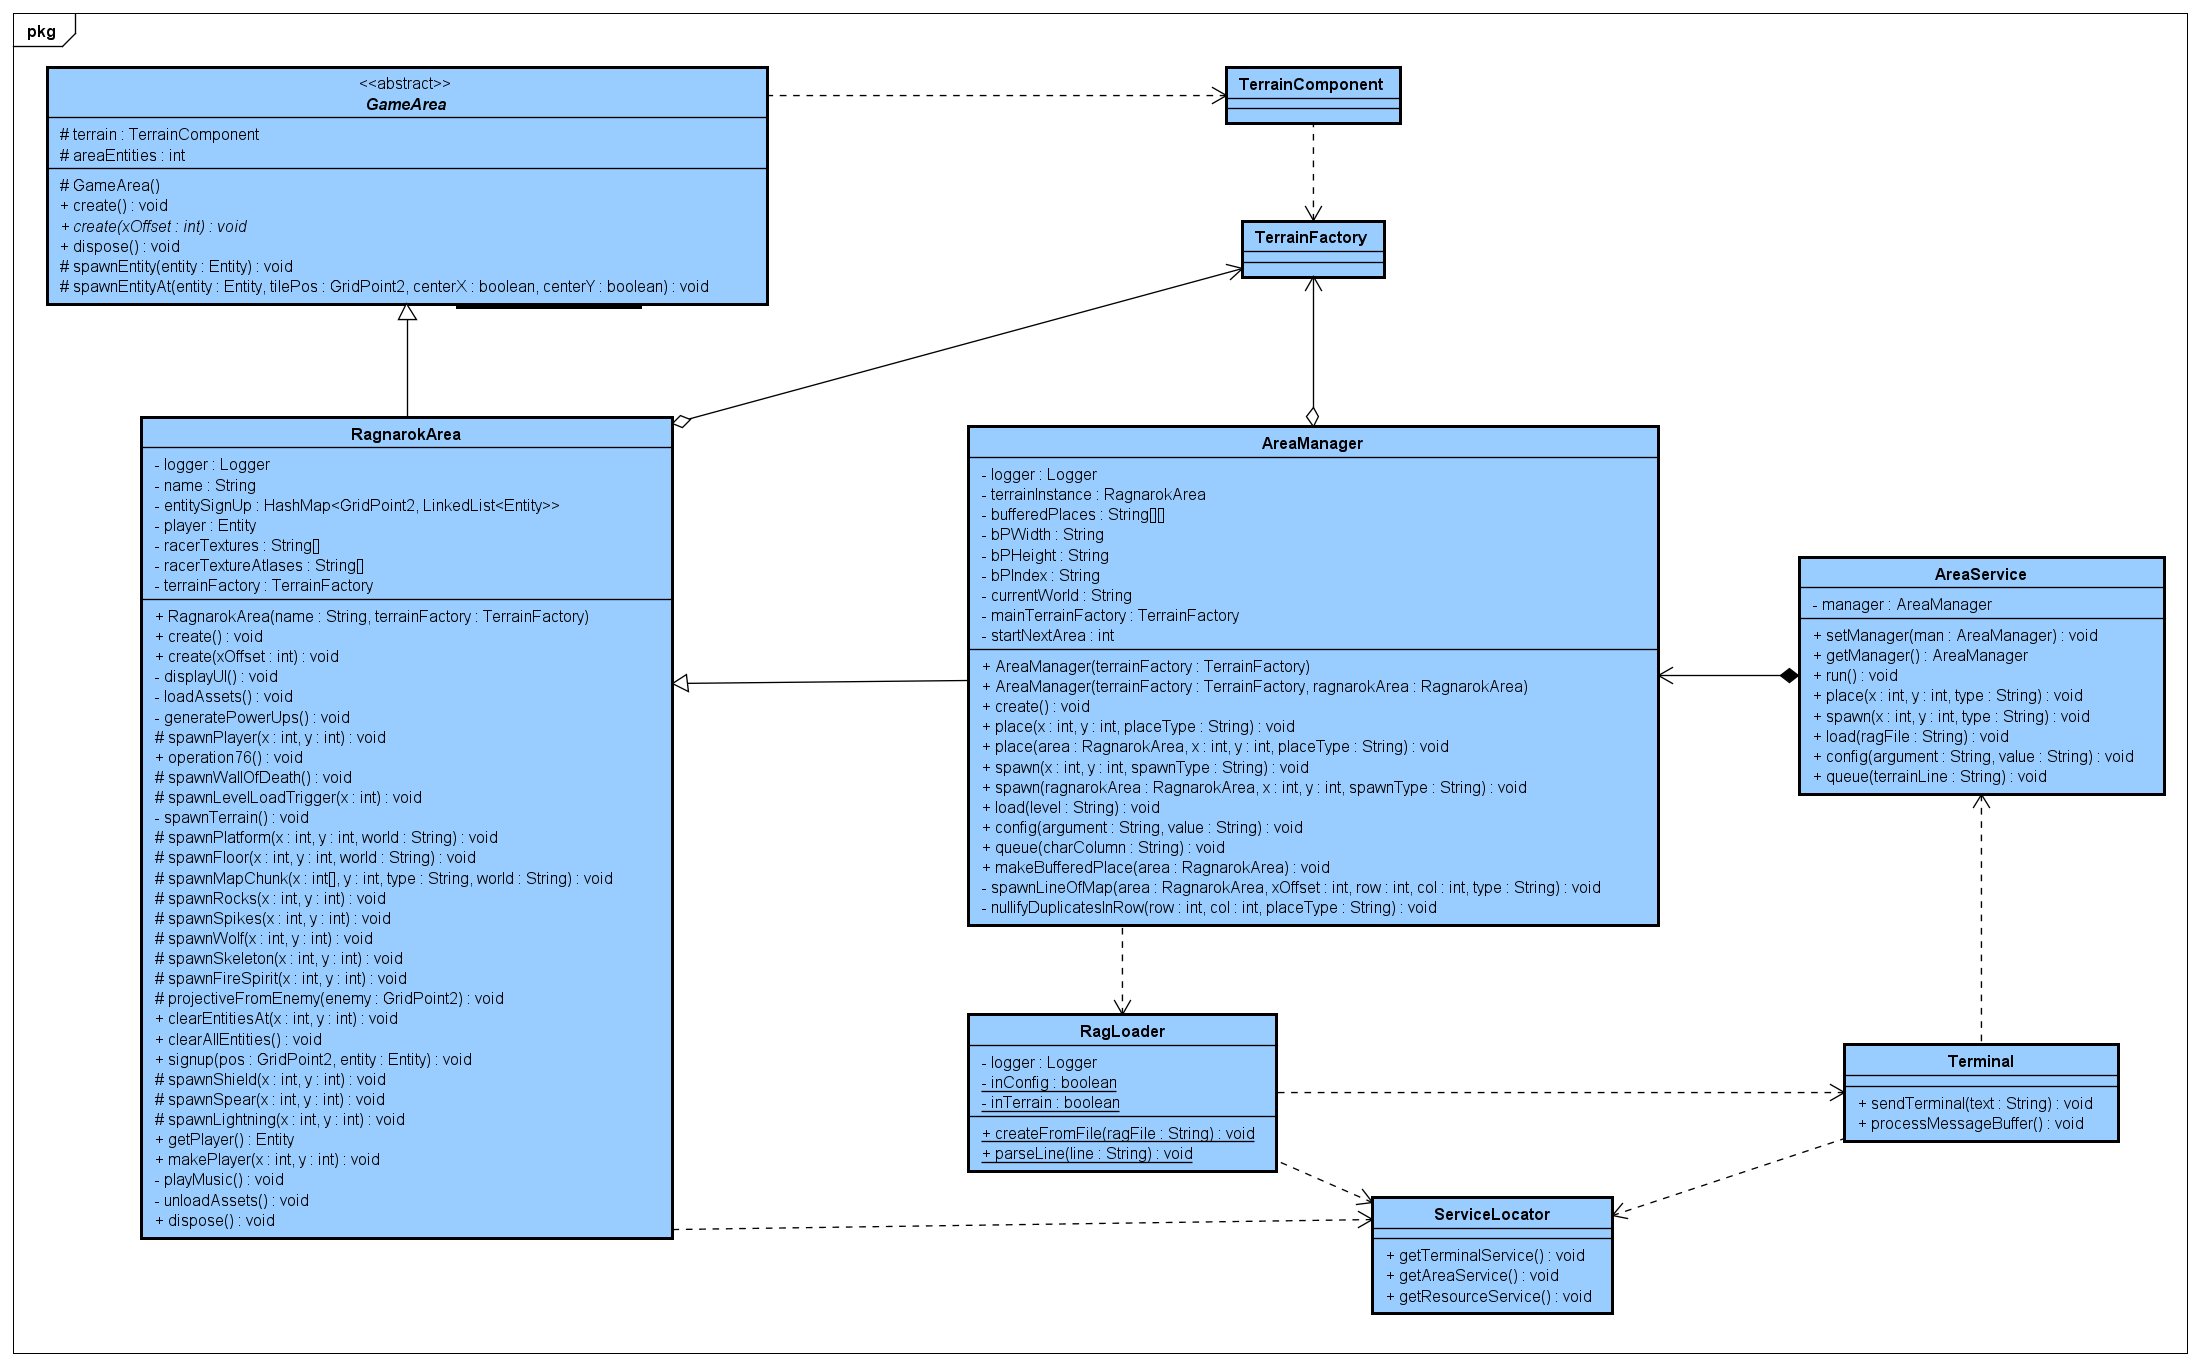 pkg
<<abstract>>
GameArea
# terrain : TerrainComponent
# areaEntities : int
# GameArea()
+ create() : void
+ create(xOffset : int) : void
+ dispose() : void
# spawnEntity(entity : Entity) : void
# spawnEntityAt(entity : Entity, tilePos : GridPoint2, centerX : boolean, centerY : boolean) : void
TerrainComponent
TerrainFactory
RagnarokArea
- logger : Logger
- name : String
- entitySignUp : HashMap<GridPoint2, LinkedList<Entity>>
- player : Entity
- racerTextures : String[]
- racerTextureAtlases : String[]
- terrainFactory : TerrainFactory
+ RagnarokArea(name : String, terrainFactory : TerrainFactory)
+ create() : void
+ create(xOffset : int) : void
- displayUI() : void
- loadAssets() : void
- generatePowerUps() : void
# spawnPlayer(x : int, y : int) : void
+ operation76() : void
# spawnWallOfDeath() : void
# spawnLevelLoadTrigger(x : int) : void
- spawnTerrain() : void
# spawnPlatform(x : int, y : int, world : String) : void
# spawnFloor(x : int, y : int, world : String) : void
# spawnMapChunk(x : int[], y : int, type : String, world : String) : void
# spawnRocks(x : int, y : int) : void
# spawnSpikes(x : int, y : int) : void
# spawnWolf(x : int, y : int) : void
# spawnSkeleton(x : int, y : int) : void
# spawnFireSpirit(x : int, y : int) : void
# projectiveFromEnemy(enemy : GridPoint2) : void
+ clearEntitiesAt(x : int, y : int) : void
+ clearAllEntities() : void
+ signup(pos : GridPoint2, entity : Entity) : void
# spawnShield(x : int, y : int) : void
# spawnSpear(x : int, y : int) : void
# spawnLightning(x : int, y : int) : void
+ getPlayer() : Entity
+ makePlayer(x : int, y : int) : void
- playMusic() : void
- unloadAssets() : void
+ dispose() : void
AreaManager
- logger : Logger
- terrainInstance : RagnarokArea
- bufferedPlaces : String[][]
- bPWidth : String
- bPHeight : String
- bPIndex : String
- currentWorld : String
- mainTerrainFactory : TerrainFactory
- startNextArea : int
+ AreaManager(terrainFactory : TerrainFactory)
+ AreaManager(terrainFactory : TerrainFactory, ragnarokArea : RagnarokArea)
+ create() : void
+ place(x : int, y : int, placeType : String) : void
+ place(area : RagnarokArea, x : int, y : int, placeType : String) : void
+ spawn(x : int, y : int, spawnType : String) : void
+ spawn(ragnarokArea : RagnarokArea, x : int, y : int, spawnType : String) : void
+ load(level : String) : void
+ config(argument : String, value : String) : void
+ queue(charColumn : String) : void
+ makeBufferedPlace(area : RagnarokArea) : void
- spawnLineOfMap(area : RagnarokArea, xOffset : int, row : int, col : int, type : String) : void
- nullifyDuplicatesInRow(row : int, col : int, placeType : String) : void
AreaService
- manager : AreaManager
+ setManager(man : AreaManager) : void
+ getManager() : AreaManager
+ run() : void
+ place(x : int, y : int, type : String) : void
+ spawn(x : int, y : int, type : String) : void
+ load(ragFile : String) : void
+ config(argument : String, value : String) : void
+ queue(terrainLine : String) : void
RagLoader
- logger : Logger
- inConfig : boolean
- inTerrain : boolean
+ createFromFile(ragFile : String) : void
+ parseLine(line : String) : void
Terminal
+ sendTerminal(text : String) : void
+ processMessageBuffer() : void
ServiceLocator
+ getTerminalService() : void
+ getAreaService() : void
+ getResourceService() : void